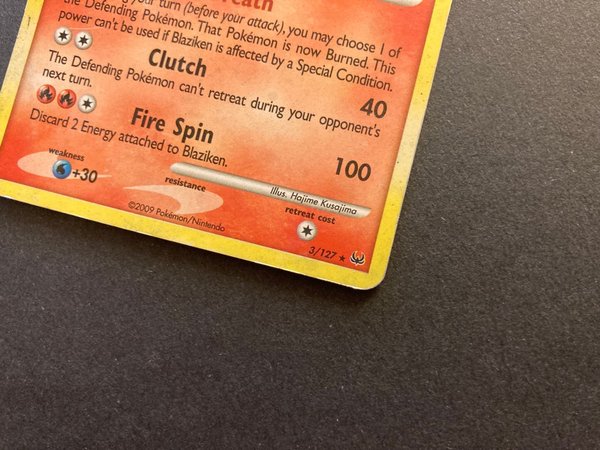 your turn (before your attack), you may choose 1 of
the Defending Pokémon. That Pokémon is now Burned. This
power can't be used if Blaziken is affected by a Special Condition.
Clutch 40
The Defending Pokémon can't retreat during your opponent's
next turn.
Fire Spin 100
Discard 2 Energy attached to Blaziken.
weakness
+30
resistance
Illus. Hajime Kusajima
retreat cost
©2009 Pokémon/Nintendo
3/127